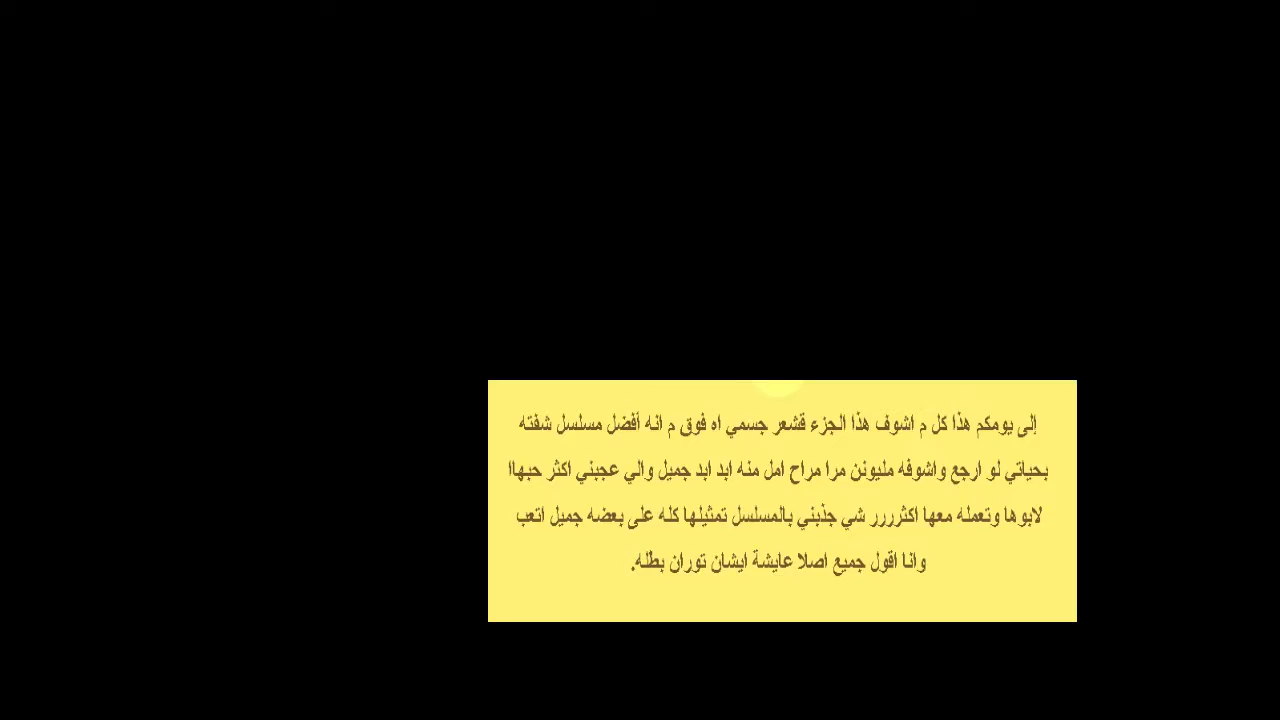 إلى يومكم هذا كل م اشوف هذا الجزء قشعر جسمي اه فوق م انه أفضل مسلسل شفته
بحياتي لو ارجع واشوفه مليونن مرا مراح امل منه ابد ابد جميل والي عجبني اكثر حبهاا
لابوها وتعمله معها اكثرررر شي جذبني بالمسلسل تمثيلها كله على بعضه جميل اتعب
وانا اقول جميع اصلا عايشة ايشان توران بطله.